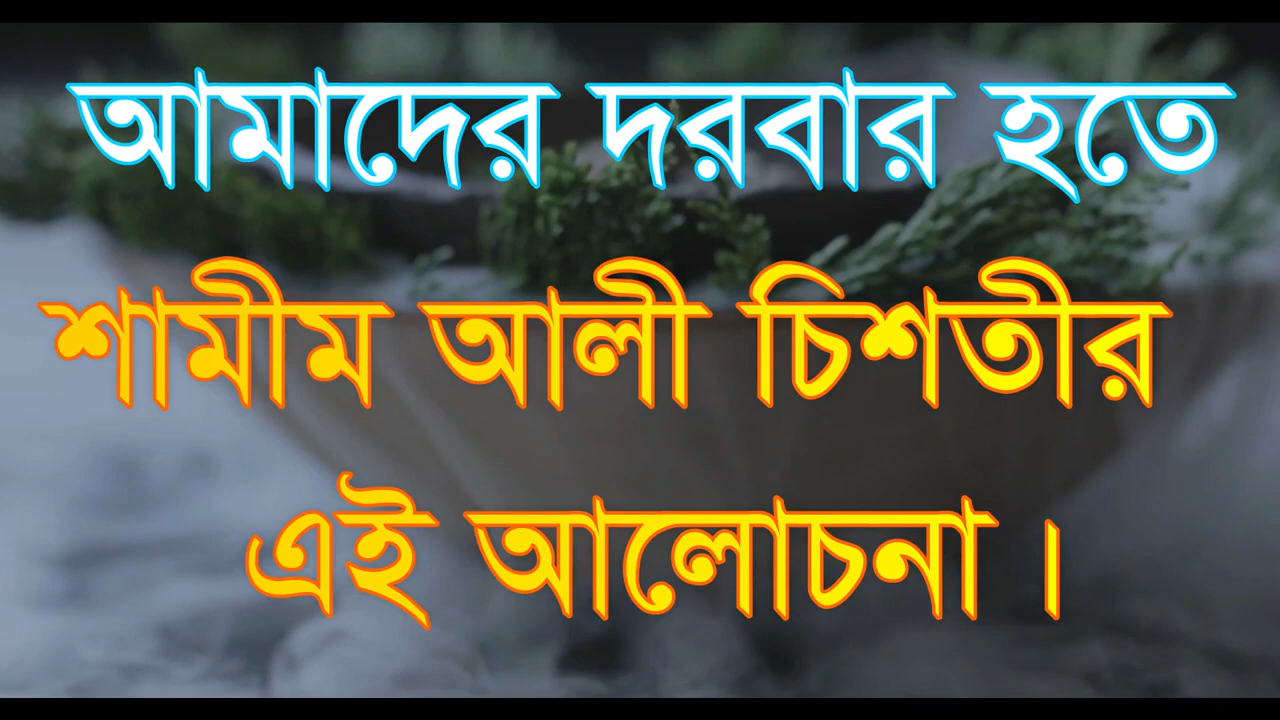 আমাদের দরবার হতে
শামীম আলী চিশতীর
এই আলোচনা ।